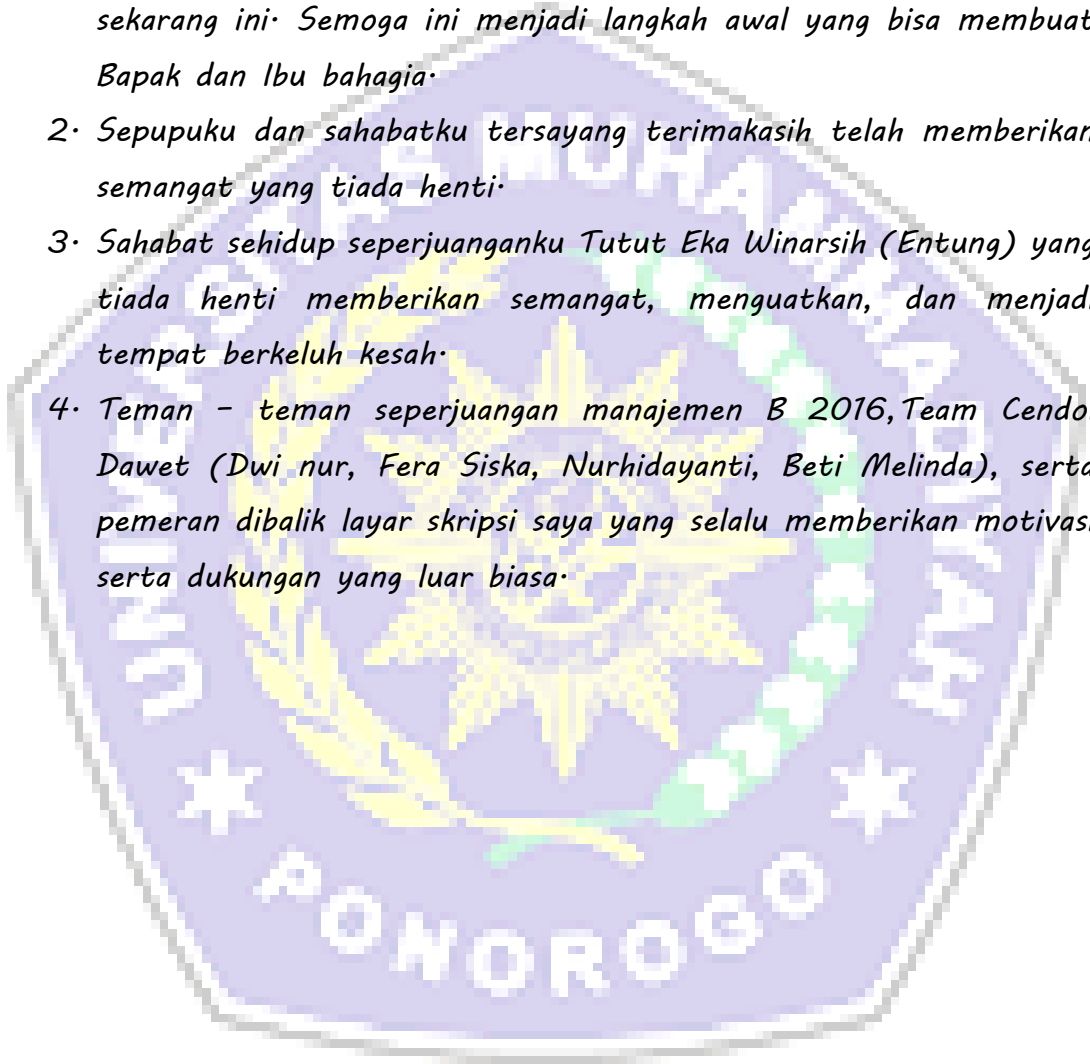 sekarang ini. Semoga ini menjadi langkah awal yang bisa membuat
Bapak dan Ibu bahagia.
2. Sepupuku dan sahabatku tersayang terimakasih telah memberikan
semangat yang tiada henti.
3. Sahabat sehidup seperjuanganku Tutut Eka Winarsih (Entung) yang
tiada henti memberikan semangat, menguatkan, dan menjadi
tempat berkeluh kesah.
4. Teman - teman seperjuangan manajemen B 2016,Team Cendol
Dawet (Dwi nur, Fera Siska, Nurhidayanti, Beti Melinda), serta
pemeran dibalik layar skripsi saya yang selalu memberikan motivasi
serta dukungan yang luar biasa.
UNIVERSITAS MUHAMMADIYAH
PONOROGO